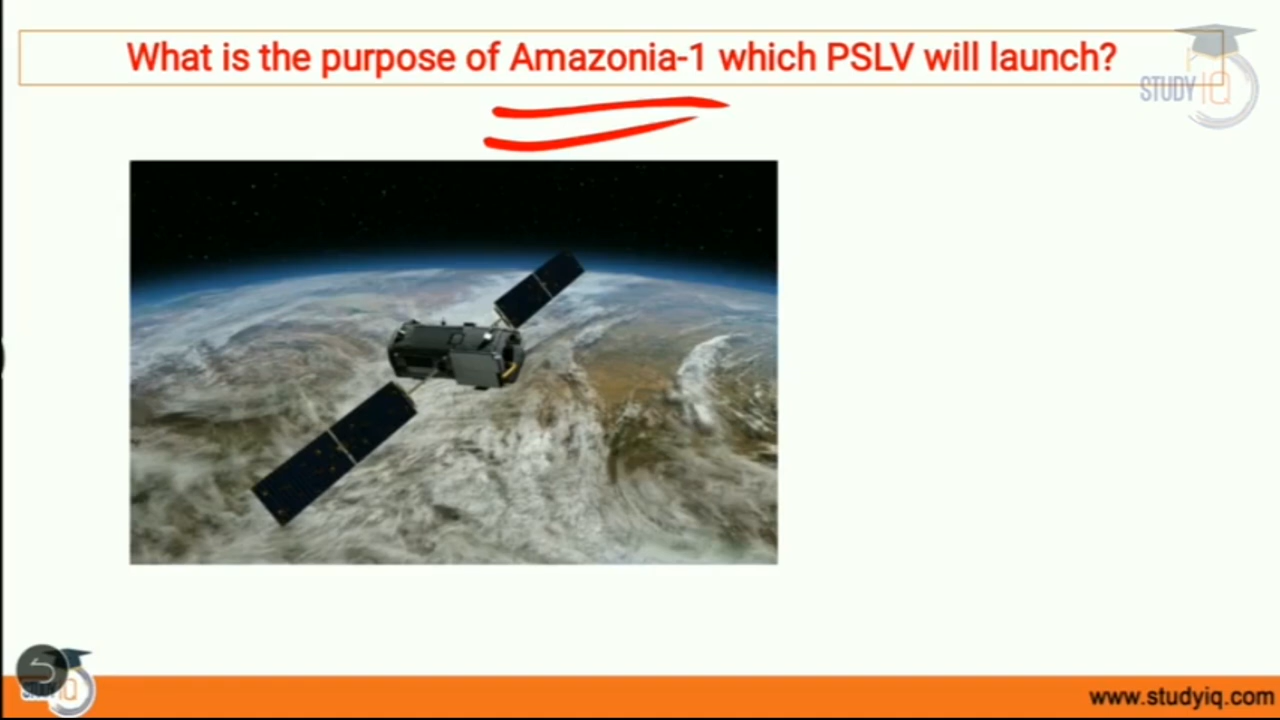 What is the purpose of Amazonia-1 which PSLV will launch?
STUDY IQ
www.studyiq.com